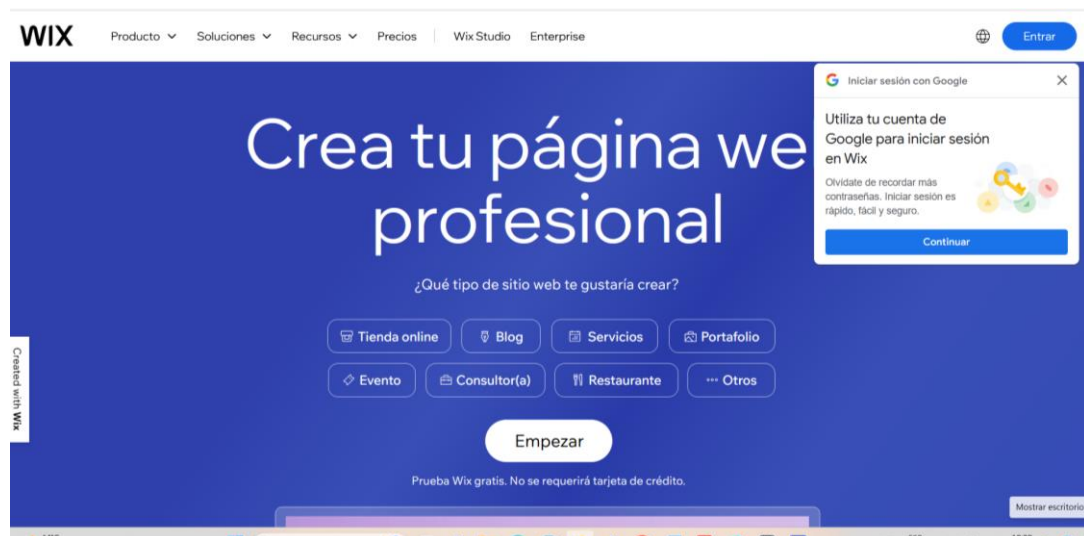 WIX Producto Soluciones Recursos Precios Wix Studio Enterprise Entrar
Iniciar sesión con Google
Utiliza tu cuenta de
Google para iniciar sesión
en Wix
Olvídate de recordar más
contraseñas. Iniciar sesión es
rápido, fácil y seguro.
Continuar
Crea tu página we
profesional
¿Qué tipo de sitio web te gustaría crear?
Tienda online Blog Servicios Portafolio
Evento Consultor(a) Restaurante Otros
Empezar
Prueba Wix gratis. No se requerirá tarjeta de crédito.
Created with Wix
Mostrar escritorio